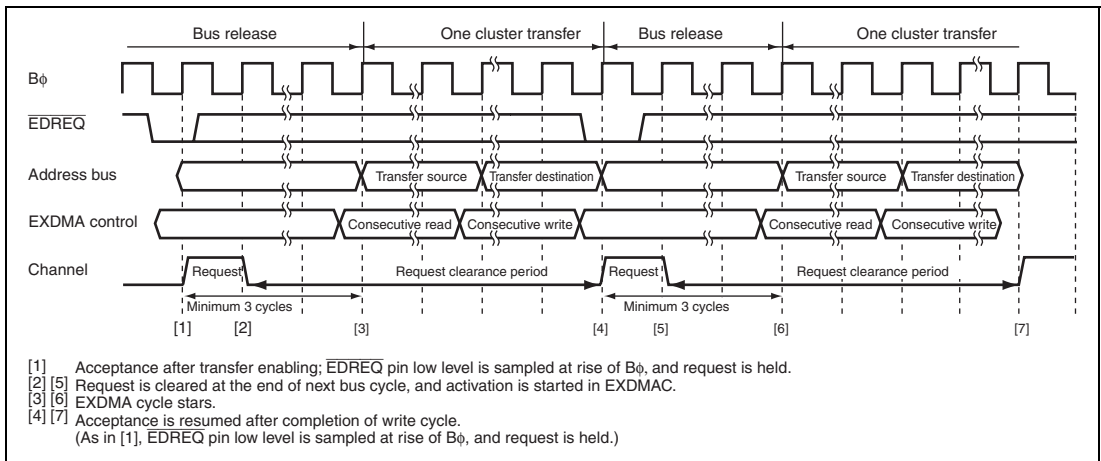 Bus release One cluster transfer Bus release One cluster transfer
Bφ
EDREQ
Address bus Transfer source Transfer destination Transfer source Transfer destination
EXDMA control Consecutive read Consecutive write Consecutive read Consecutive write
Channel Request Request clearance period Request Request clearance period
Minimum 3 cycles Minimum 3 cycles
[1] [2] [3] [4] [5] [6] [7]
[1] Acceptance after transfer enabling; EDREQ pin low level is sampled at rise of Bφ, and request is held.
[2] [5] Request is cleared at the end of next bus cycle, and activation is started in EXDMAC.
[3] [6] EXDMA cycle stars.
[4] [7] Acceptance is resumed after completion of write cycle.
(As in [1], EDREQ pin low level is sampled at rise of Bφ, and request is held.)